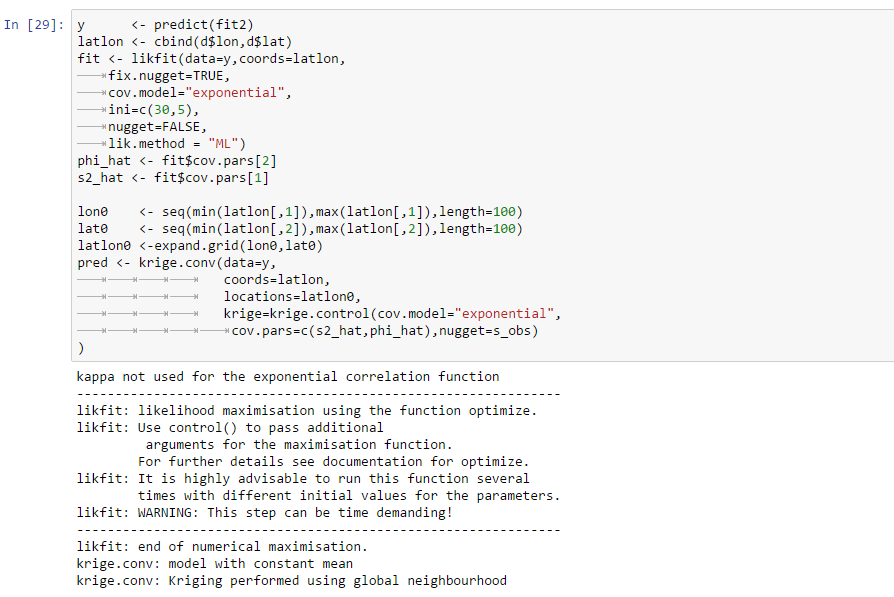 In [29]:
y      <- predict(fit2)
latlon <- cbind(d$lon,d$lat)
fit <- likfit(data=y,coords=latlon,
fix.nugget=TRUE,
cov.model="exponential",
ini=c(30,5),
nugget=FALSE,
lik.method = "ML")
phi_hat <- fit$cov.pars[2]
s2_hat <- fit$cov.pars[1]
lon0    <- seq(min(latlon[,1]),max(latlon[,1]),length=100)
lat0    <- seq(min(latlon[,2]),max(latlon[,2]),length=100)
latlon0 <-expand.grid(lon0,lat0)
pred <- krige.conv(data=y,
coords=latlon,
locations=latlon0,
krige=krige.control(cov.model="exponential",
cov.pars=c(s2_hat,phi_hat),nugget=s_obs)
)
kappa not used for the exponential correlation function
---------------------------------------------------------------
likfit: likelihood maximisation using the function optimize.
likfit: Use control() to pass additional
arguments for the maximisation function.
For further details see documentation for optimize.
likfit: It is highly advisable to run this function several
times with different initial values for the parameters.
likfit: WARNING: This step can be time demanding!
---------------------------------------------------------------
likfit: end of numerical maximisation.
krige.conv: model with constant mean
krige.conv: Kriging performed using global neighbourhood